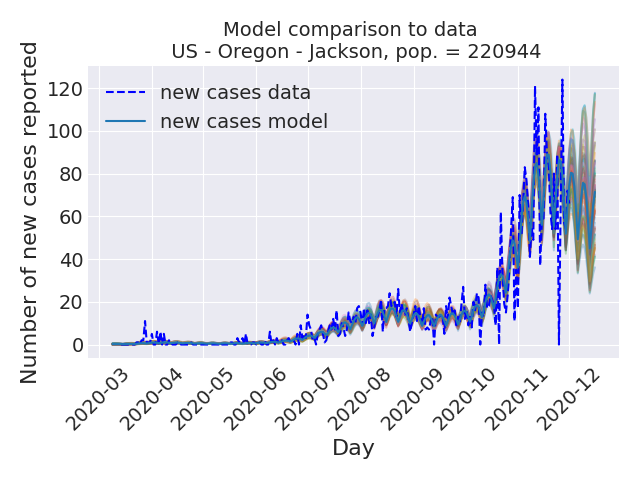 Model comparison to data
US - Oregon - Jackson, pop. = 220944
Number of new cases reported
120
100
80
60
40
20
0
new cases data
new cases model
2020-03
2020-04
2020-05
2020-06
2020-07
2020-08
2020-09
2020-10
2020-11
2020-12
Day